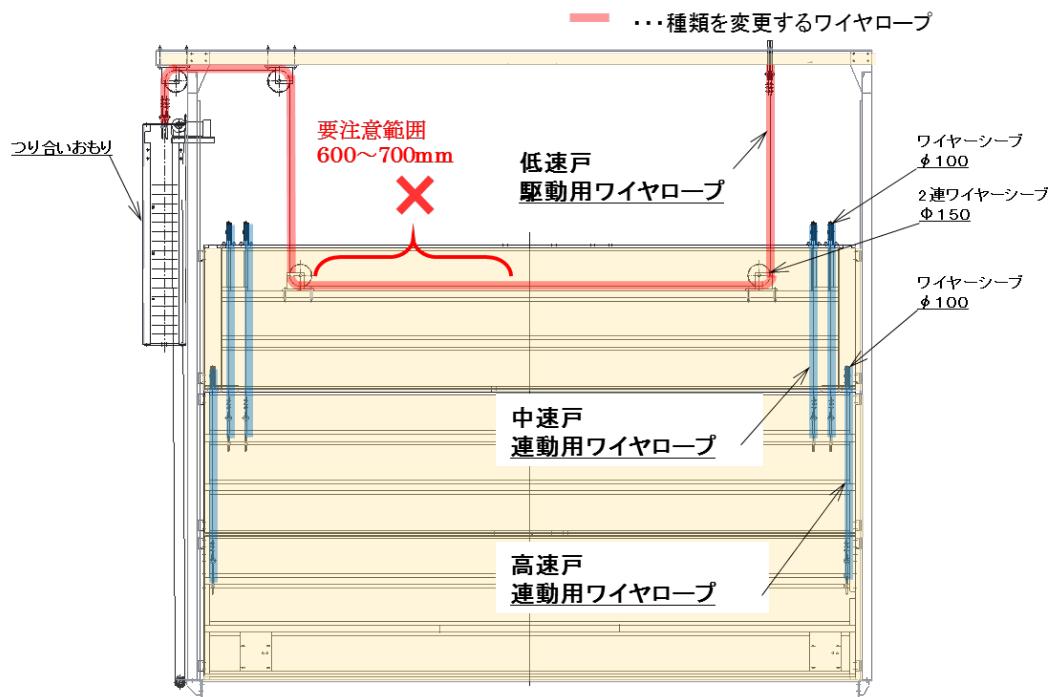 ・・・種類を変更するワイヤロープ
つり合いおもり
要注意範囲
600～700mm
低速戸
駆動用ワイヤロープ
ワイヤーシーブ
φ100
2連ワイヤーシーブ
Φ150
ワイヤーシーブ
φ100
中速戸
連動用ワイヤロープ
高速戸
連動用ワイヤロープ